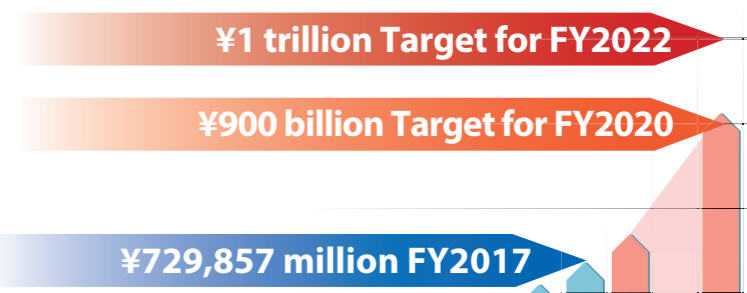 ¥1 trillion Target for FY2022
¥900 billion Target for FY2020
¥729,857 million FY2017